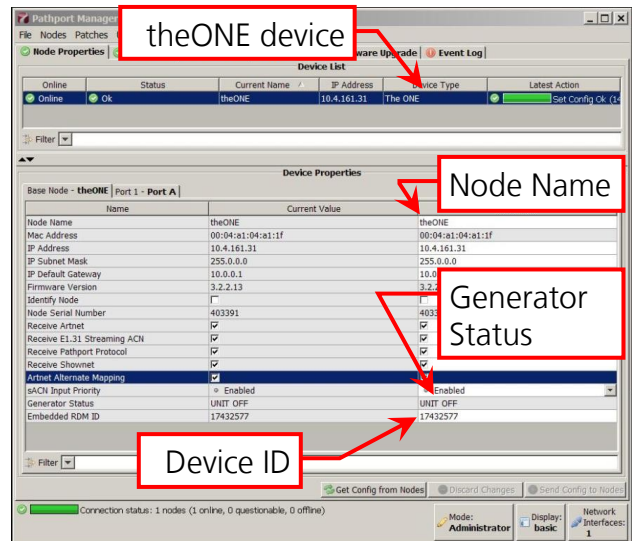 Pathport Manager
theONE device
File Nodes Patches
Node Properties ware Upgrade Event Log
Device List
Online Status Current Name IP Address Device Type Latest Action
Online Ok theONE 10.4.161.31 The ONE Set Config Ok (14
Filter
Device Properties
Node Name
Base Node - theONE Port 1 - Port A
Name Current Value
Node Name theONE theONE
Mac Address 00:04:a1:04:a1:1f 00:04:a1:04:a1:1f
IP Address 10.4.161.31 10.4.161.31
IP Subnet Mask 255.0.0.0 255.0.0.0
IP Default Gateway 10.0.0.1 10.0
Firmware Version 3.2.2.13 3.2.2
Generator
Status
Identify Node
Node Serial Number 403391 4033
Receive Artnet
Receive E1.31 Streaming ACN
Receive Pathport Protocol
Receive Shownet
Artnet Alternate Mapping
sACN Input Priority Enabled Enabled
Generator Status UNIT OFF UNIT OFF
Embedded RDM ID 17432577 17432577
Device ID
Filter
Get Config from Nodes Discard Changes Send Config to Nodes
Connection status: 1 nodes (1 online, 0 questionable, 0 offline)
Mode: Administrator Display: basic Network Interfaces: 1